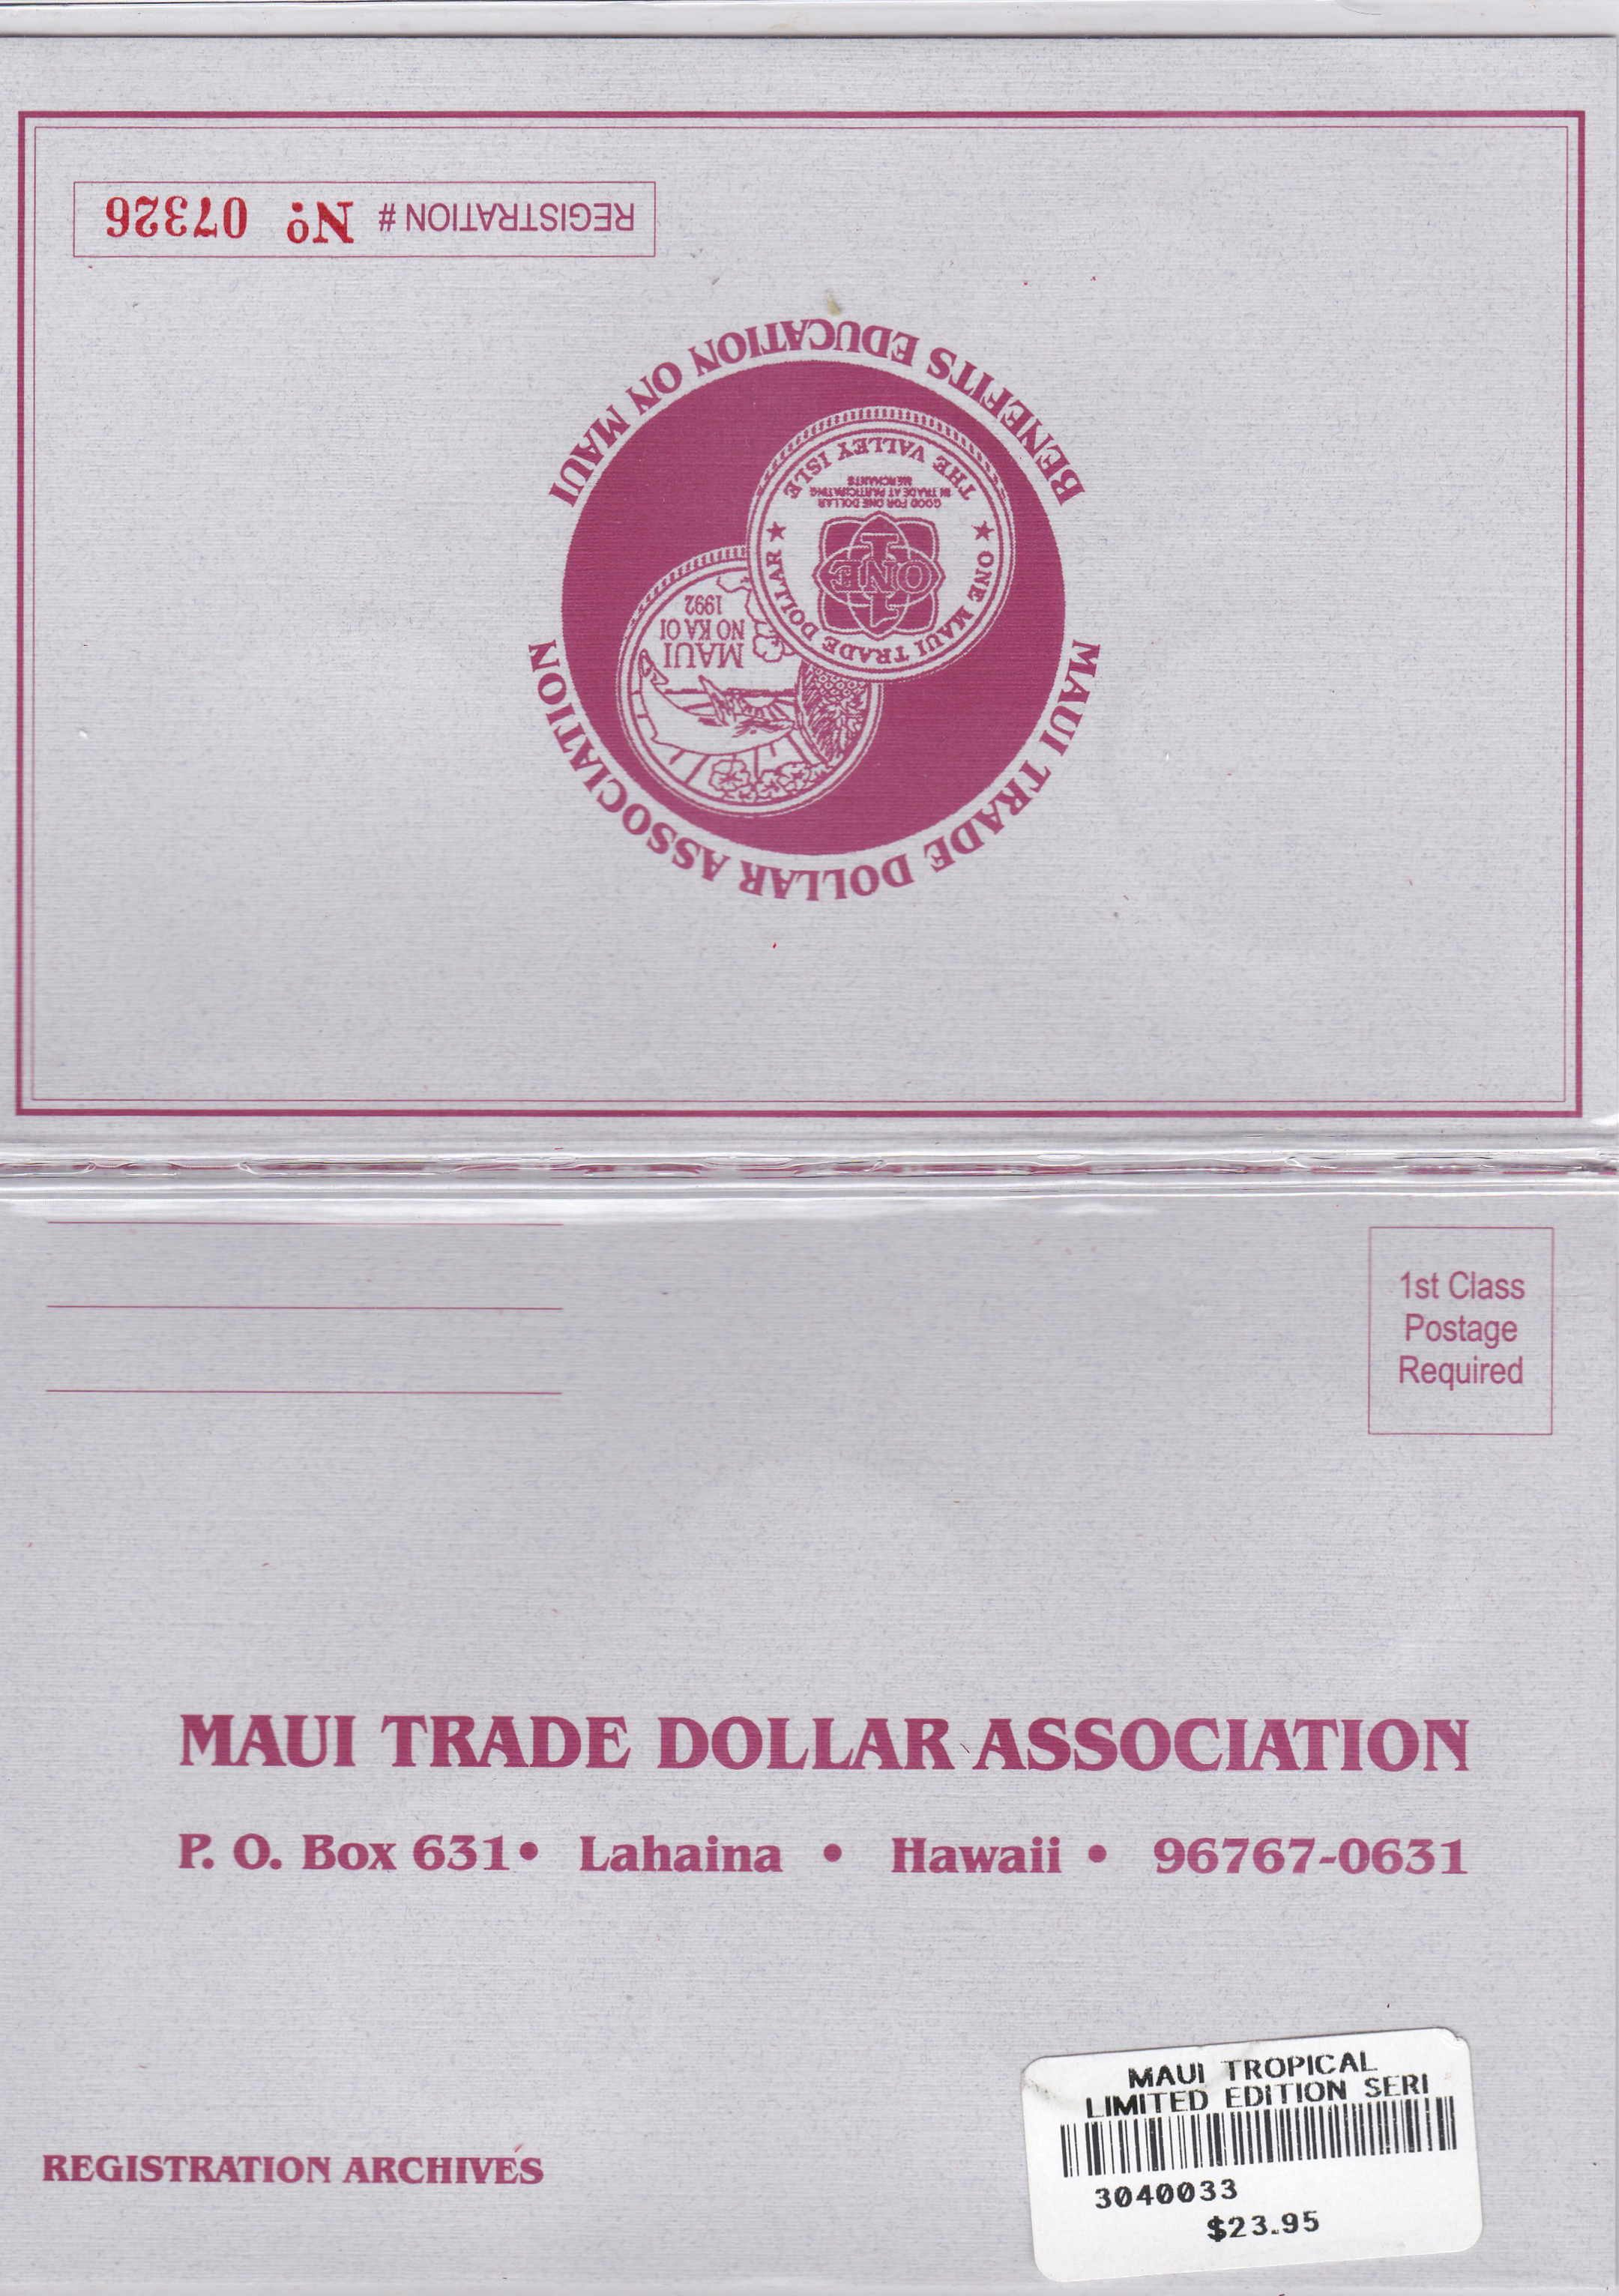 REGISTRATION # Nº 07326
BENEFITS EDUCATION ON MAUI
THE VALLEY ISLE
GOOD FOR ONE DOLLAR
IN TRADE AT PARTICIPATING
MERCHANTS
ONE
★ ONE MAUI TRADE DOLLAR ★
1992
NO KA OI
MAUI
MAUI TRADE DOLLAR ASSOCIATION
1st Class
Postage
Required
MAUI TRADE DOLLAR ASSOCIATION
P. O. Box 631 • Lahaina • Hawaii • 96767-0631
REGISTRATION ARCHIVES
MAUI TROPICAL
LIMITED EDITION SERI
3040033
$23.95